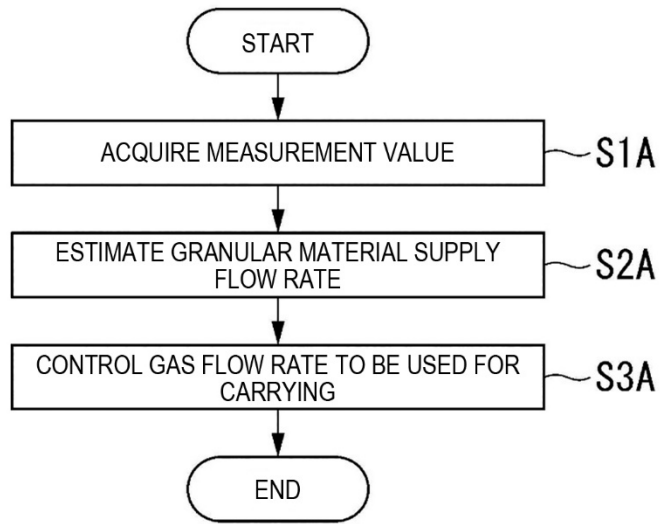 START
ACQUIRE MEASUREMENT VALUE
S1A
ESTIMATE GRANULAR MATERIAL SUPPLY
FLOW RATE
S2A
CONTROL GAS FLOW RATE TO BE USED FOR
CARRYING
S3A
END